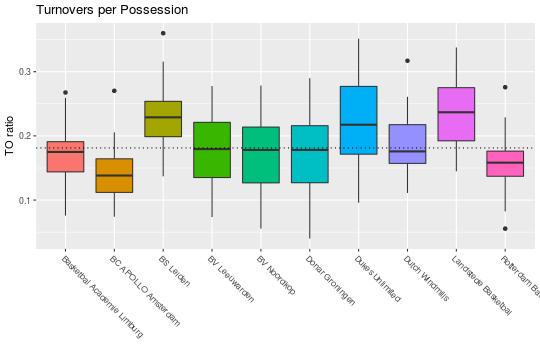 Turnovers per Possession
TO ratio
0.3
0.2
0.1
Basketbal Academie Limburg
BC APOLLO Amsterdam
BS Leiden
BV Leeuwarden
BV Noordkop
Donar Groningen
Dukes Unlimited
Dutch Windmills
Landstede Basketbal
Rotterdam Bas